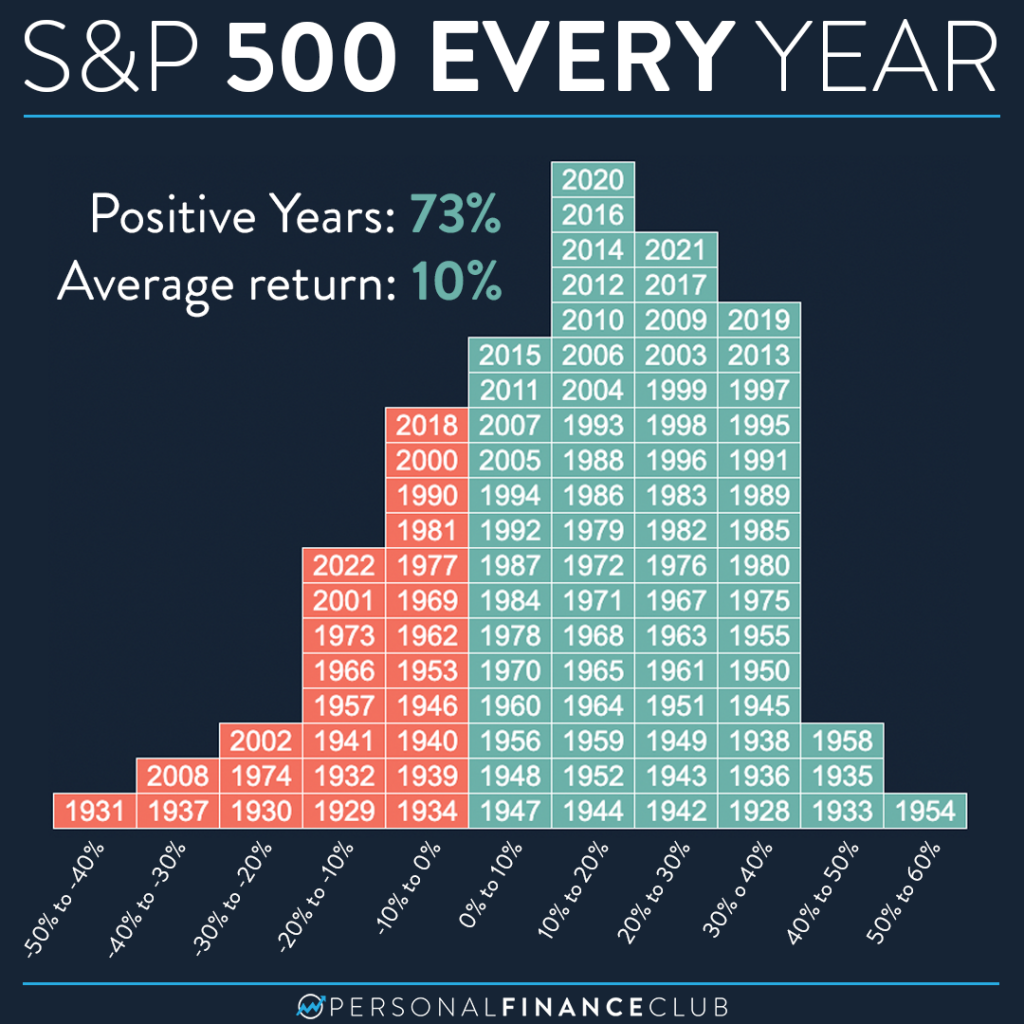 S&P 500 EVERY YEAR
Positive Years: 73%
Average return: 10%
2020
2016
2014 2021
2012 2017
2010 2009 2019
2015 2006 2003 2013
2011 2004 1999 1997
2018 2007 1993 1998 1995
2000 2005 1988 1996 1991
1990 1994 1986 1983 1989
1981 1992 1979 1982 1985
2022 1977 1987 1972 1976 1980
2001 1969 1984 1971 1967 1975
1973 1962 1978 1968 1963 1955
1966 1953 1970 1965 1961 1950
1957 1946 1960 1964 1951 1945
2002 1941 1940 1956 1959 1949 1938 1958
2008 1974 1932 1939 1948 1952 1943 1936 1935
1931 1937 1930 1929 1934 1947 1944 1942 1928 1933 1954
-50% to -40%
-40% to -30%
-30% to -20%
-20% to -10%
-10% to 0%
0% to 10%
10% to 20%
20% to 30%
30% o 40%
40% to 50%
50% to 60%
PERSONALFINANCECLUB